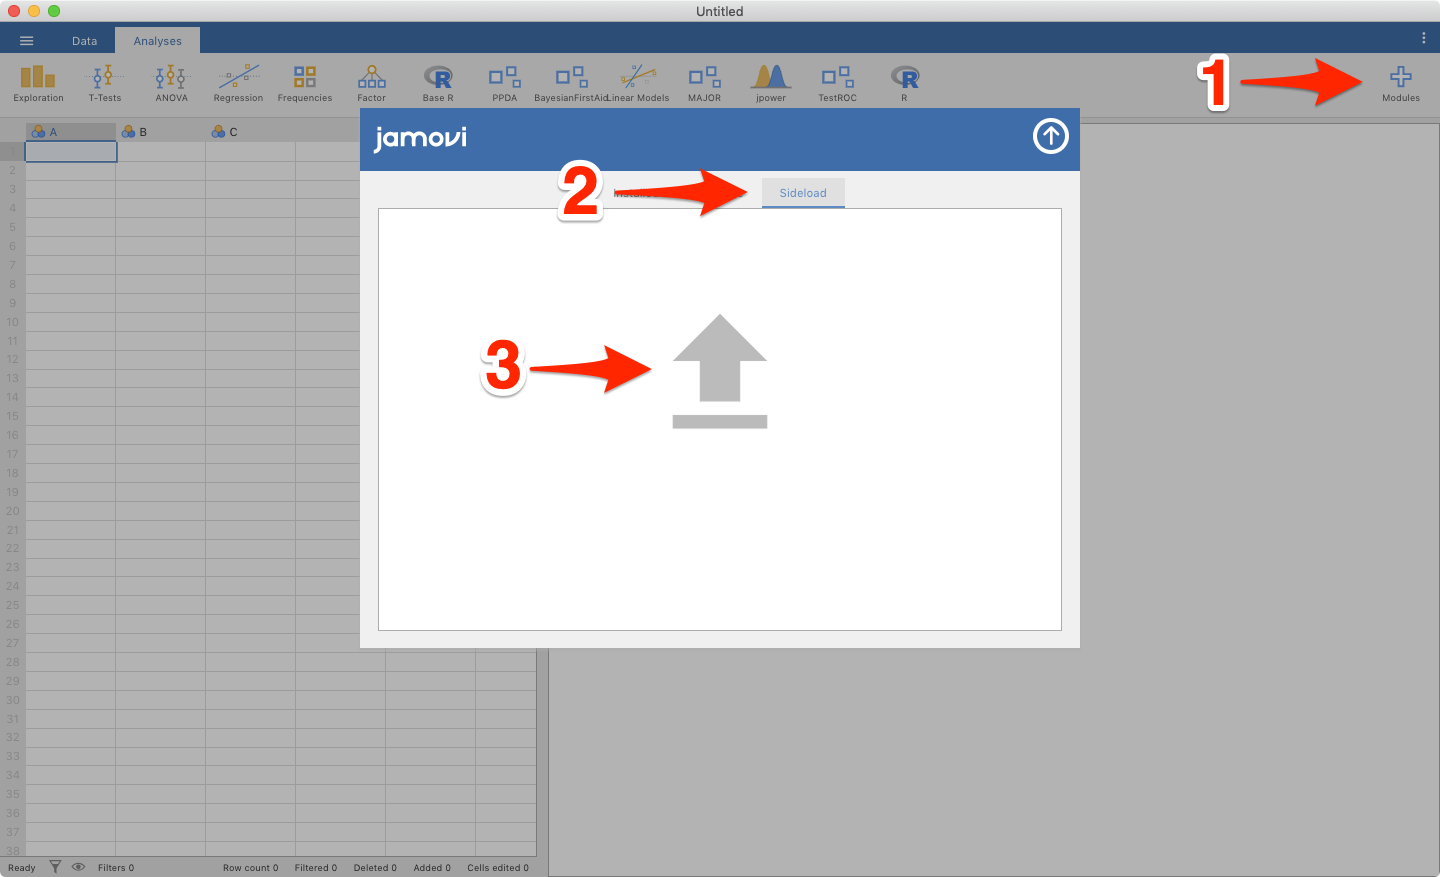 Untitled
Data
Analyses
Exploration
T-Tests
ANOVA
Regression
Frequencies
Factor
Base R
PPDA
BayesianFirstAid
Linear Models
MAJOR
jpower
TestROC
R
Modules
1
jamovi
2
Sideload
3
A
B
C
1
2
3
4
5
6
7
8
9
10
11
12
13
14
15
16
17
18
19
20
21
22
23
24
25
26
27
28
29
30
31
32
33
34
35
36
37
38
Ready
Filters 0
Row count 0
Filtered 0
Deleted 0
Added 0
Cells edited 0